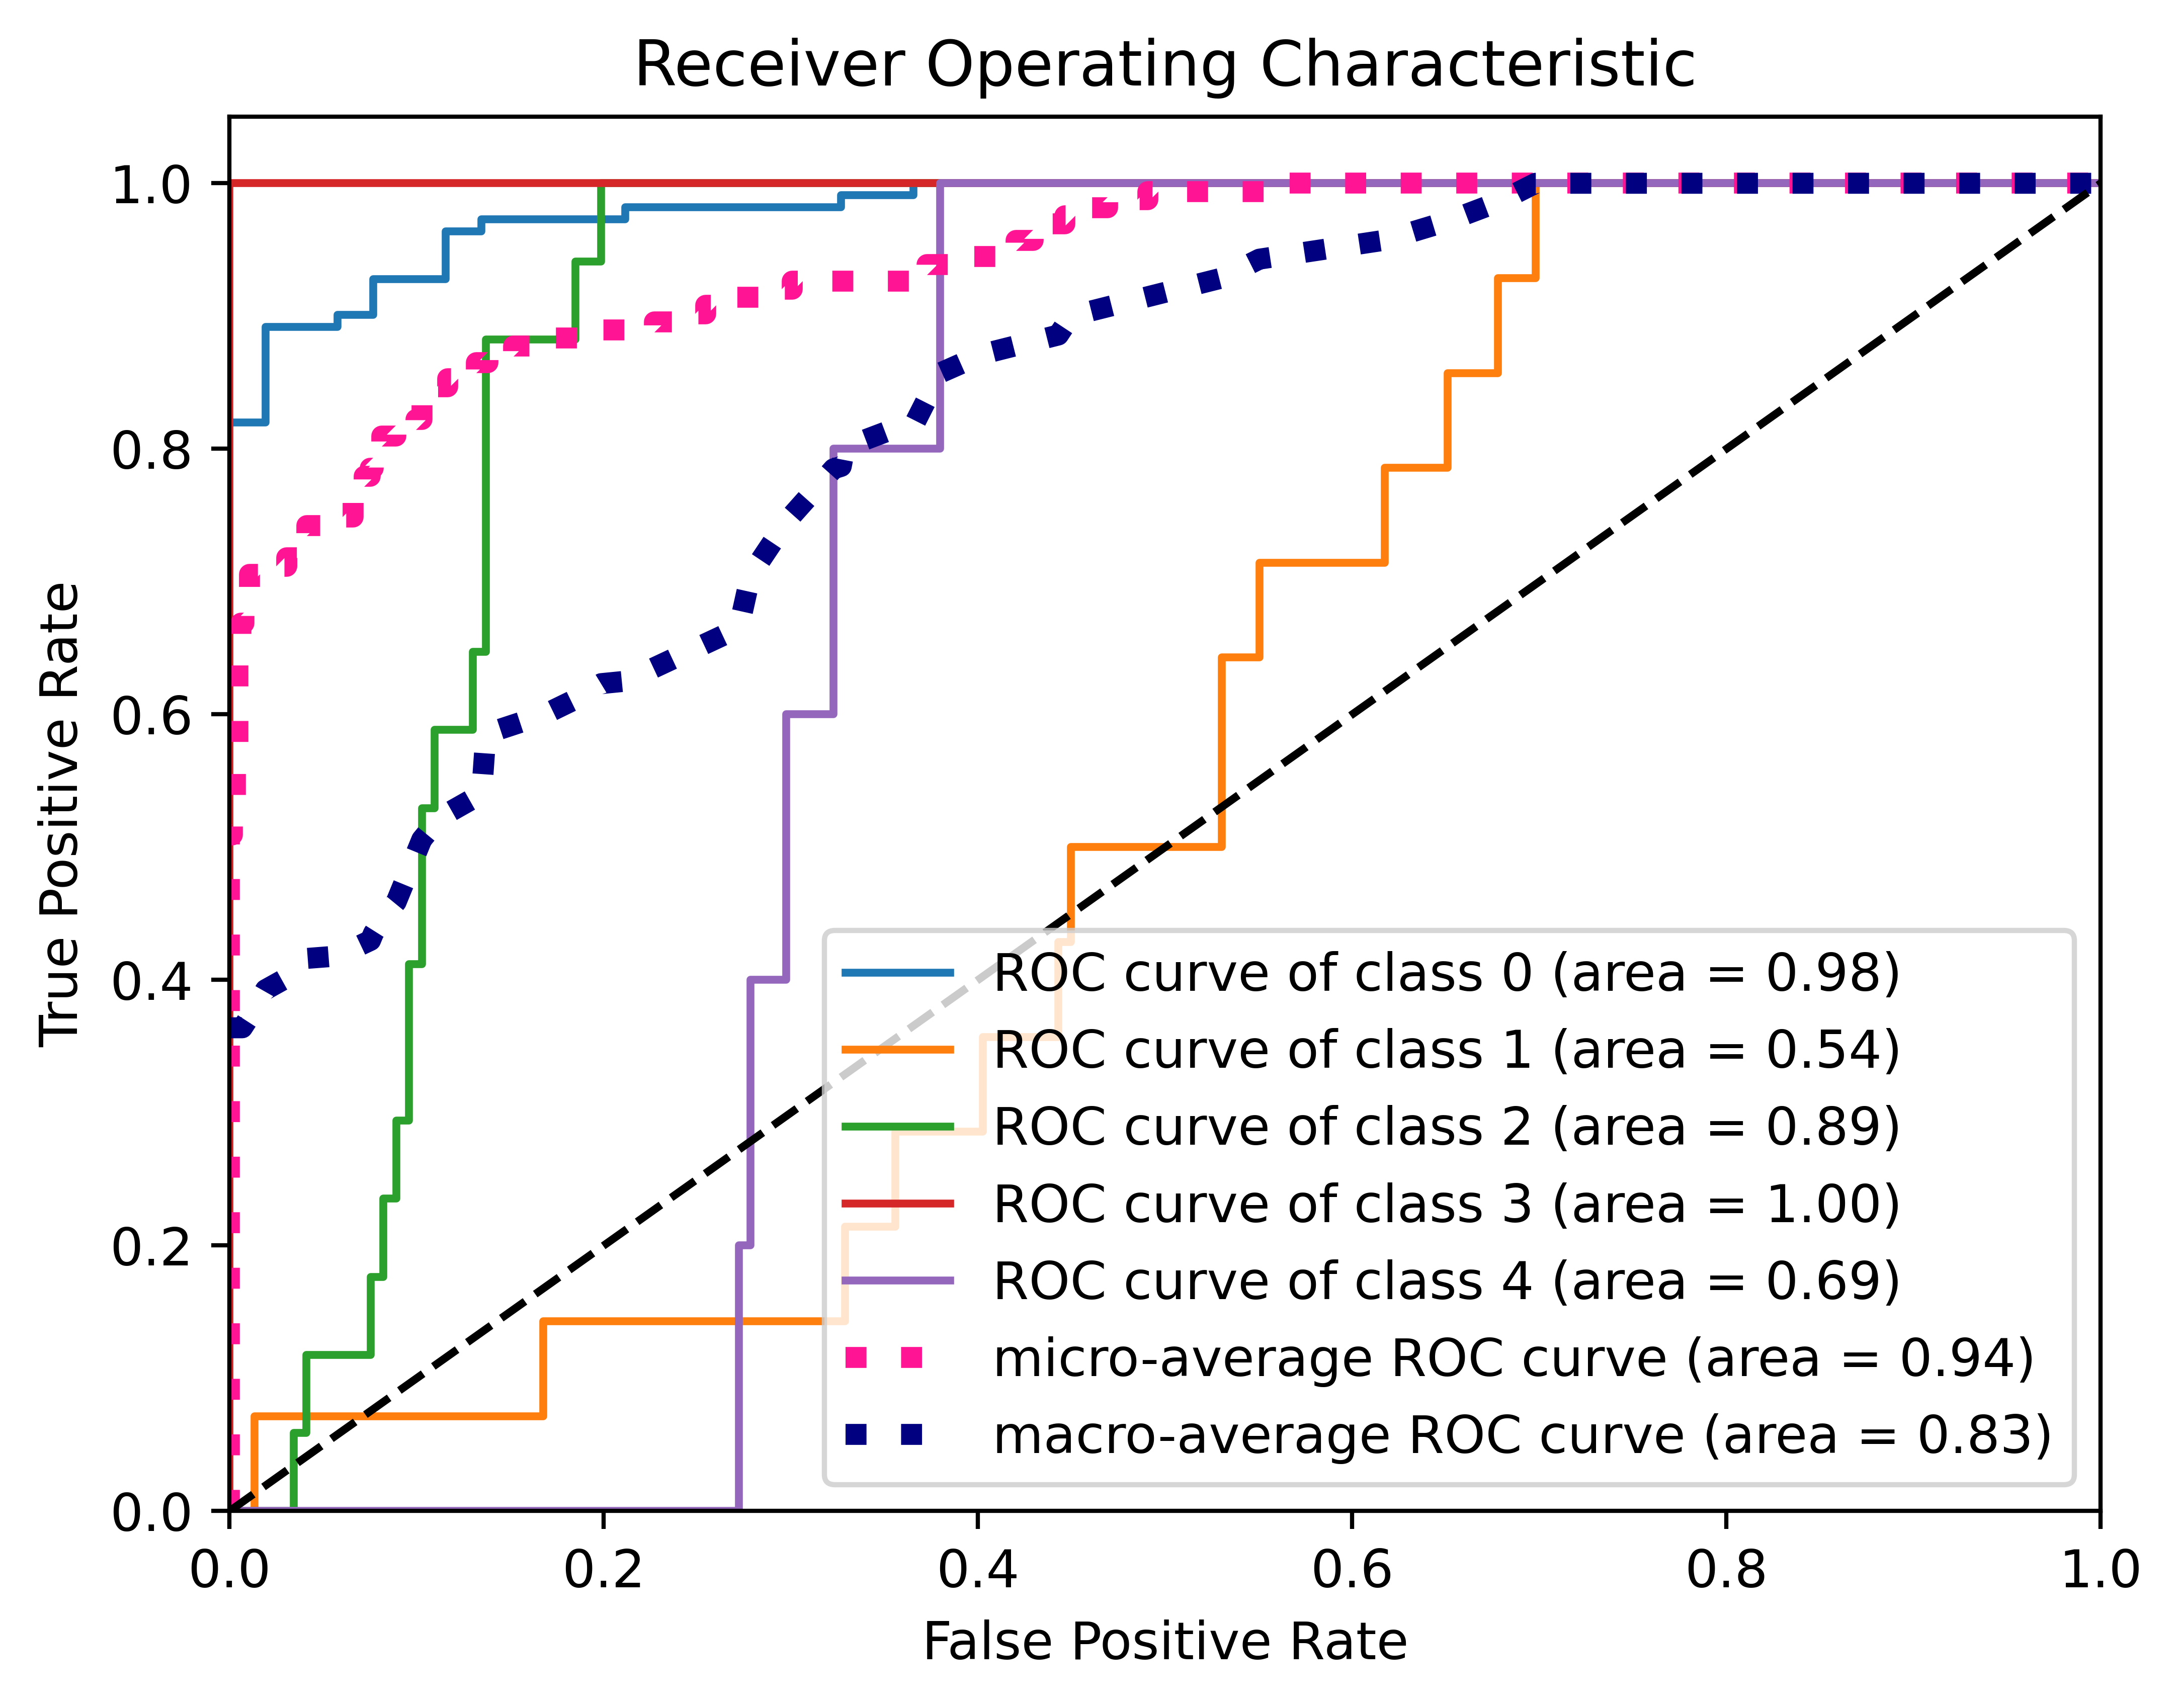 Receiver Operating Characteristic
True Positive Rate
1.0
0.8
0.6
0.4
0.2
0.0
ROC curve of class 0 (area = 0.98)
ROC curve of class 1 (area = 0.54)
ROC curve of class 2 (area = 0.89)
ROC curve of class 3 (area = 1.00)
ROC curve of class 4 (area = 0.69)
micro-average ROC curve (area = 0.94)
macro-average ROC curve (area = 0.83)
0.0 0.2 0.4 0.6 0.8 1.0
False Positive Rate